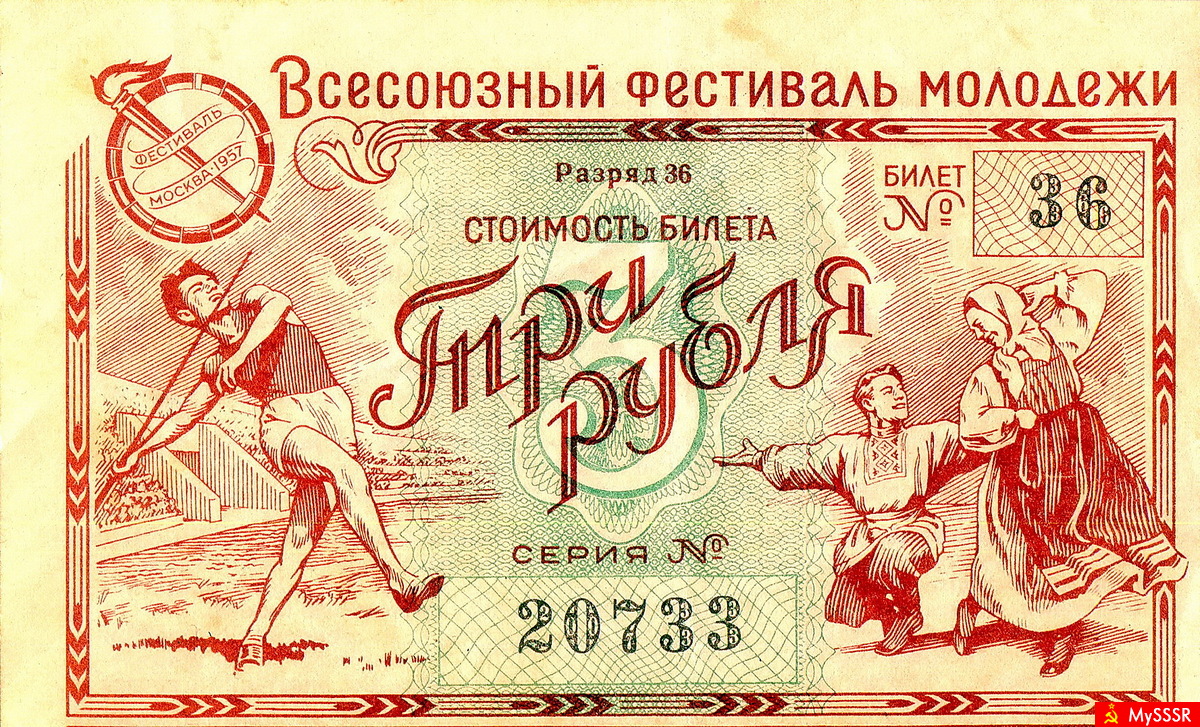 Всесоюзный фестиваль молодежи
ФЕСТИВАЛЬ
МОСКВА·1957
Разряд 36
БИЛЕТ
№
36
СТОИМОСТЬ БИЛЕТА
3
Три
рубля
СЕРИЯ №
20733
MySSSR